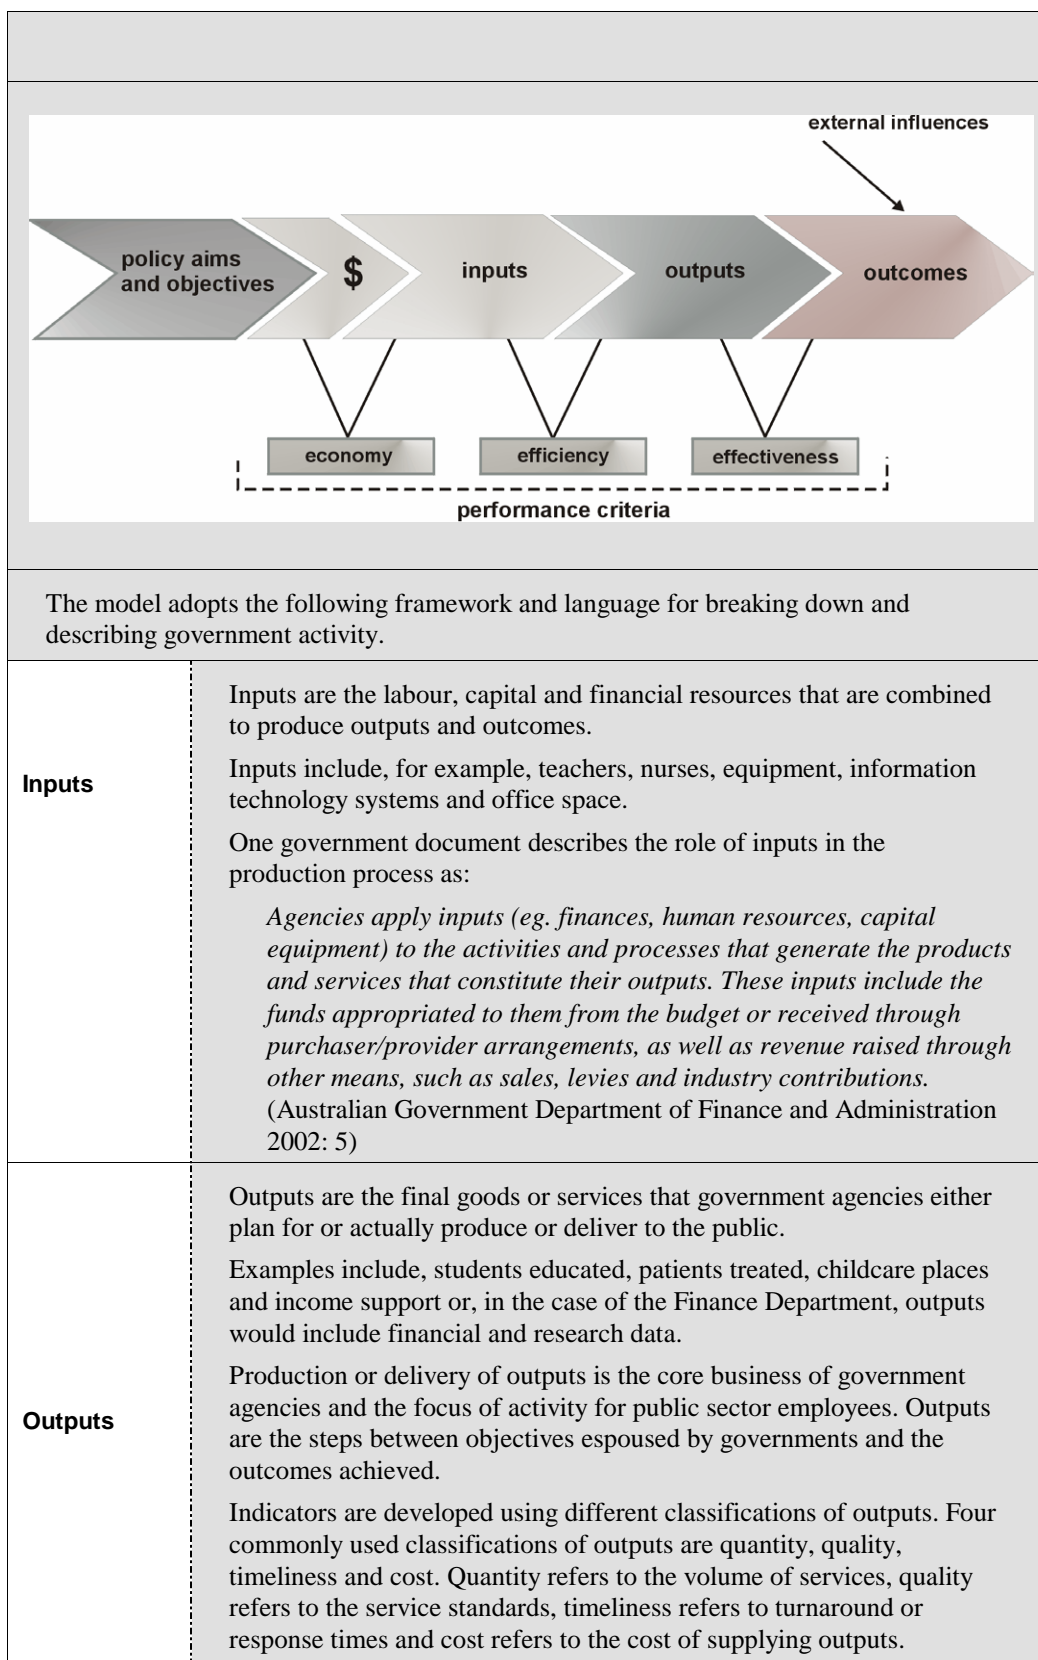 external influences
policy aims
and objectives
$
inputs
outputs
outcomes
economy
efficiency
effectiveness
performance criteria
The model adopts the following framework and language for breaking down and
describing government activity.
Inputs
Inputs are the labour, capital and financial resources that are combined
to produce outputs and outcomes.
Inputs include, for example, teachers, nurses, equipment, information
technology systems and office space.
One government document describes the role of inputs in the
production process as:
Agencies apply inputs (eg. finances, human resources, capital
equipment) to the activities and processes that generate the products
and services that constitute their outputs. These inputs include the
funds appropriated to them from the budget or received through
purchaser/provider arrangements, as well as revenue raised through
other means, such as sales, levies and industry contributions.
(Australian Government Department of Finance and Administration
2002: 5)
Outputs
Outputs are the final goods or services that government agencies either
plan for or actually produce or deliver to the public.
Examples include, students educated, patients treated, childcare places
and income support or, in the case of the Finance Department, outputs
would include financial and research data.
Production or delivery of outputs is the core business of government
agencies and the focus of activity for public sector employees. Outputs
are the steps between objectives espoused by governments and the
outcomes achieved.
Indicators are developed using different classifications of outputs. Four
commonly used classifications of outputs are quantity, quality,
timeliness and cost. Quantity refers to the volume of services, quality
refers to the service standards, timeliness refers to turnaround or
response times and cost refers to the cost of supplying outputs.